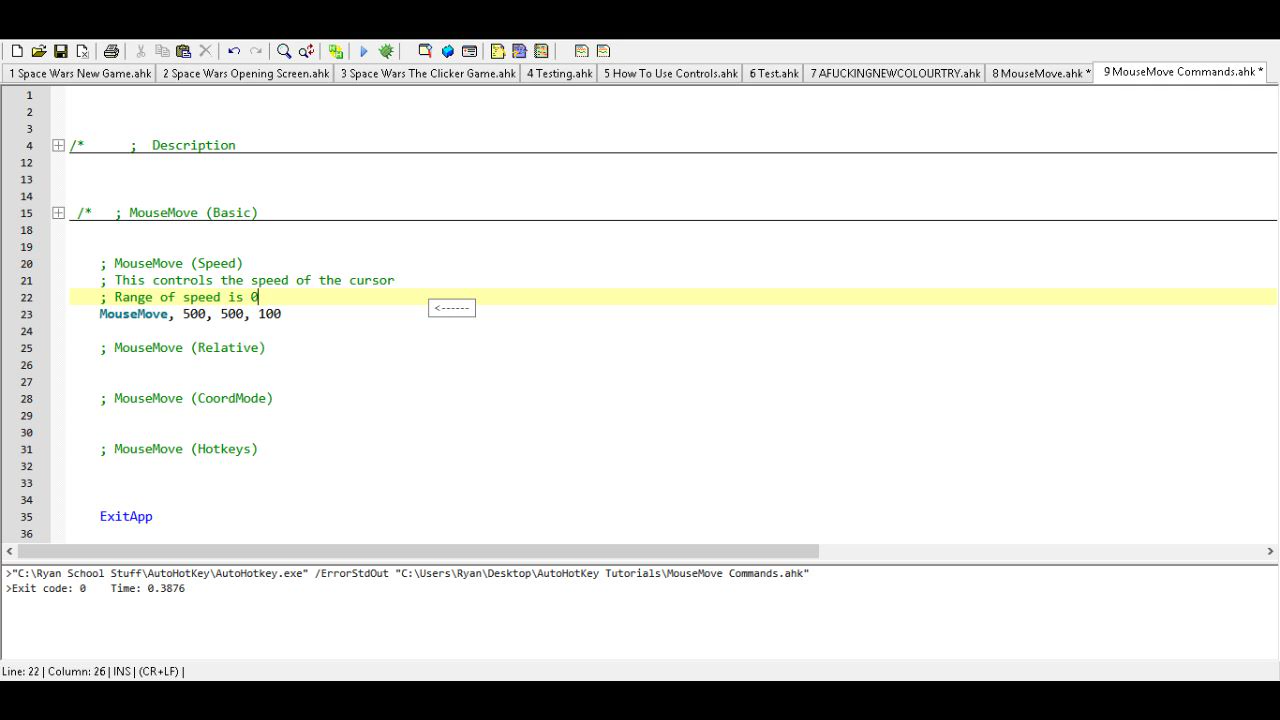 1 Space Wars New Game.ahk 2 Space Wars Opening Screen.ahk 3 Space Wars The Clicker Game.ahk 4 Testing.ahk 5 How To Use Controls.ahk 6 Test.ahk 7 AFUCKINGNEWCOLOURTRY.ahk 8 MouseMove.ahk * 9 MouseMove Commands.ahk *
1
2
3
4 /* ; Description
12
13
14
15 /* ; MouseMove (Basic)
18
19
20 ; MouseMove (Speed)
21 ; This controls the speed of the cursor
22 ; Range of speed is 0
<------
23 MouseMove, 500, 500, 100
24
25 ; MouseMove (Relative)
26
27
28 ; MouseMove (CoordMode)
29
30
31 ; MouseMove (Hotkeys)
32
33
34
35 ExitApp
36
>"C:\Ryan School Stuff\AutoHotKey\AutoHotkey.exe" /ErrorStdOut "C:\Users\Ryan\Desktop\AutoHotKey Tutorials\MouseMove Commands.ahk"
>Exit code: 0 Time: 0.3876
Line: 22 | Column: 26 | INS | (CR+LF) |